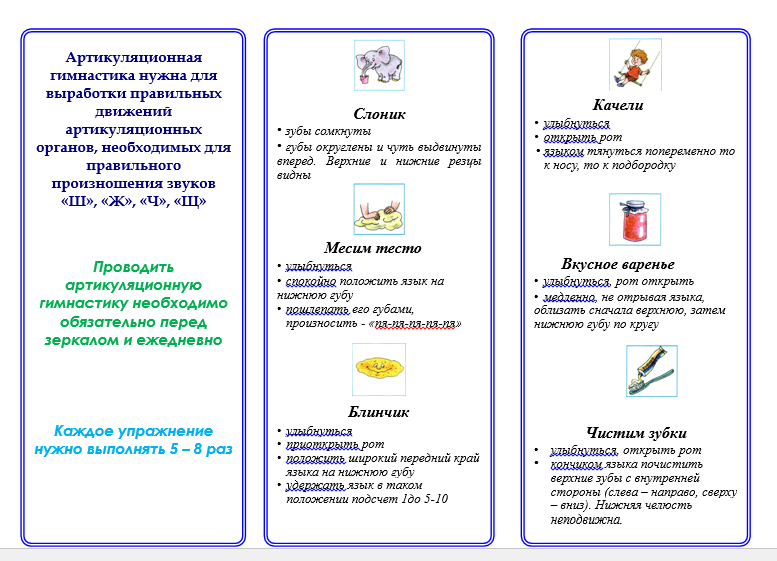 Артикуляционная
гимнастика нужна для
выработки правильных
движений
артикуляционных
органов, необходимых для
правильного
произношения звуков
«Ш», «Ж», «Ч», «Щ»
Проводить
артикуляционную
гимнастику необходимо
обязательно перед
зеркалом и ежедневно
Каждое упражнение
нужно выполнять 5 – 8 раз
Слоник
• зубы сомкнуты
• губы округлены и чуть выдвинуты
вперед. Верхние и нижние резцы
видны
Месим тесто
• улыбнуться
• спокойно положить язык на
нижнюю губу
• пошлепать его губами,
произносить - «пя-пя-пя-пя-пя»
Блинчик
• улыбнуться
• приоткрыть рот
• положить широкий передний край
языка на нижнюю губу
• удержать язык в таком
положении подсчет 1до 5-10
Качели
• улыбнуться
• открыть рот
• языком тянуться попеременно то
к носу, то к подбородку
Вкусное варенье
• улыбнуться, рот открыть
• медленно, не отрывая языка,
облизать сначала верхнюю, затем
нижнюю губу по кругу
Чистим зубки
• улыбнуться, открыть рот
• кончиком языка почистить
верхние зубы с внутренней
стороны (слева – направо, сверху
– вниз). Нижняя челюсть
неподвижна.